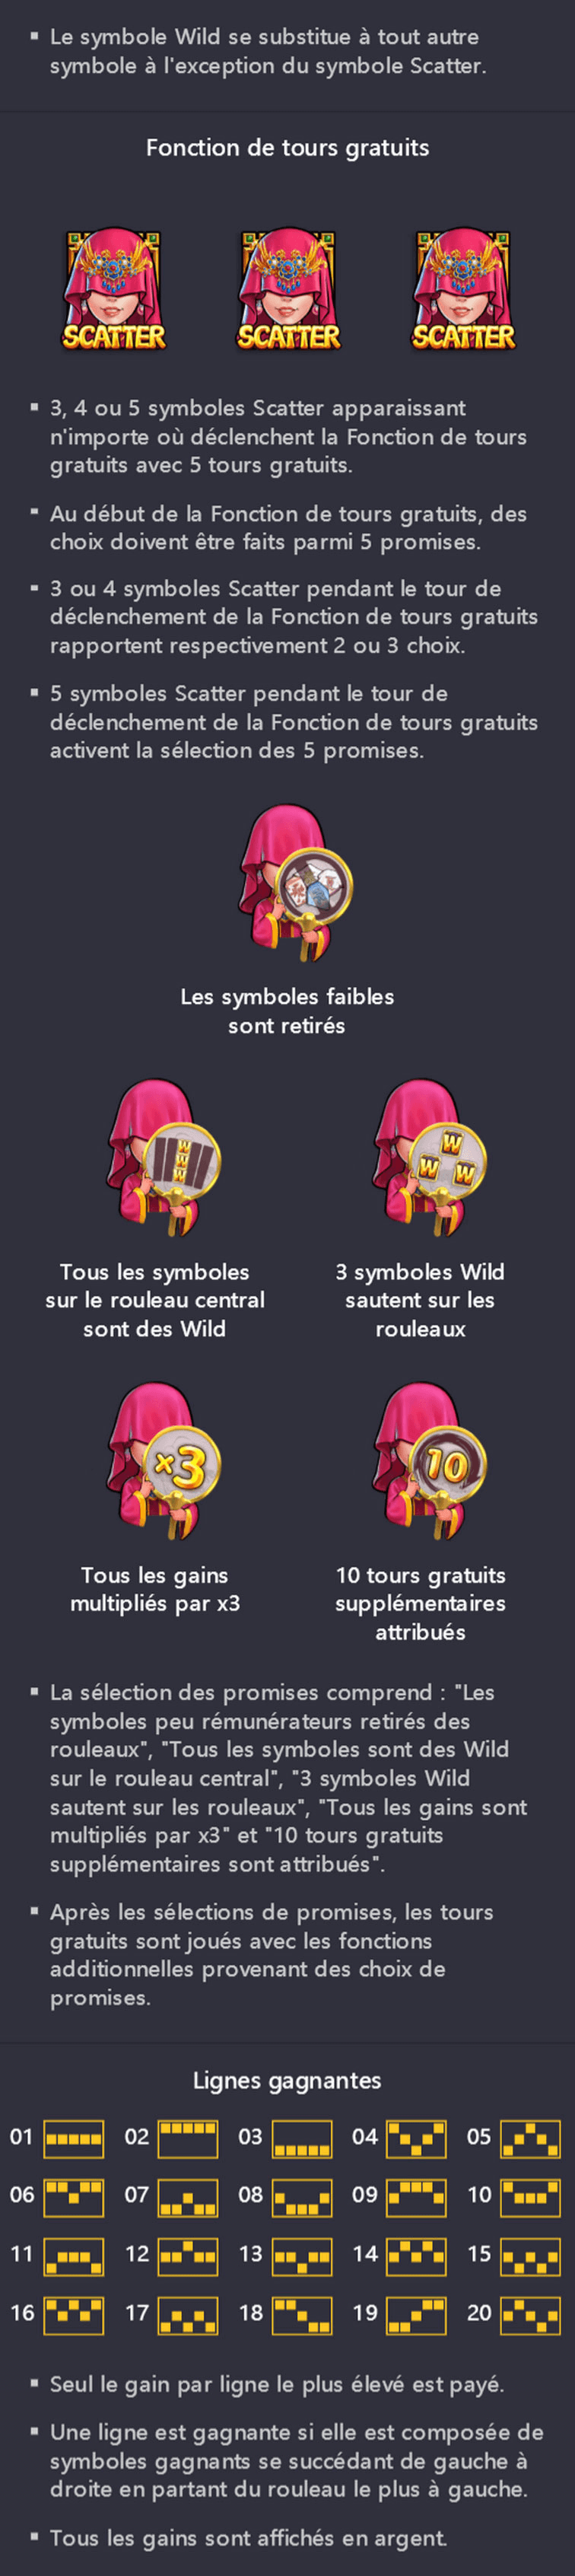 ▪ Le symbole Wild se substitue à tout autre
symbole à l'exception du symbole Scatter.
Fonction de tours gratuits
SCATTER SCATTER SCATTER
▪ 3, 4 ou 5 symboles Scatter apparaissant
n'importe où déclenchent la Fonction de tours
gratuits avec 5 tours gratuits.
▪ Au début de la Fonction de tours gratuits, des
choix doivent être faits parmi 5 promises.
▪ 3 ou 4 symboles Scatter pendant le tour de
déclenchement de la Fonction de tours gratuits
rapportent respectivement 2 ou 3 choix.
▪ 5 symboles Scatter pendant le tour de
déclenchement de la Fonction de tours gratuits
activent la sélection des 5 promises.
Les symboles faibles
sont retirés
W W W
W W W
Tous les symboles
sur le rouleau central
sont des Wild
3 symboles Wild
sautent sur les
rouleaux
x3
10
Tous les gains
multipliés par x3
10 tours gratuits
supplémentaires
attribués
▪ La sélection des promises comprend : "Les
symboles peu rémunérateurs retirés des
rouleaux", "Tous les symboles sont des Wild
sur le rouleau central", "3 symboles Wild
sautent sur les rouleaux", "Tous les gains sont
multipliés par x3" et "10 tours gratuits
supplémentaires sont attribués".
▪ Après les sélections de promises, les tours
gratuits sont joués avec les fonctions
additionnelles provenant des choix de
promises.
Lignes gagnantes
01 02 03 04 05
06 07 08 09 10
11 12 13 14 15
16 17 18 19 20
▪ Seul le gain par ligne le plus élevé est payé.
▪ Une ligne est gagnante si elle est composée de
symboles gagnants se succédant de gauche à
droite en partant du rouleau le plus à gauche.
▪ Tous les gains sont affichés en argent.